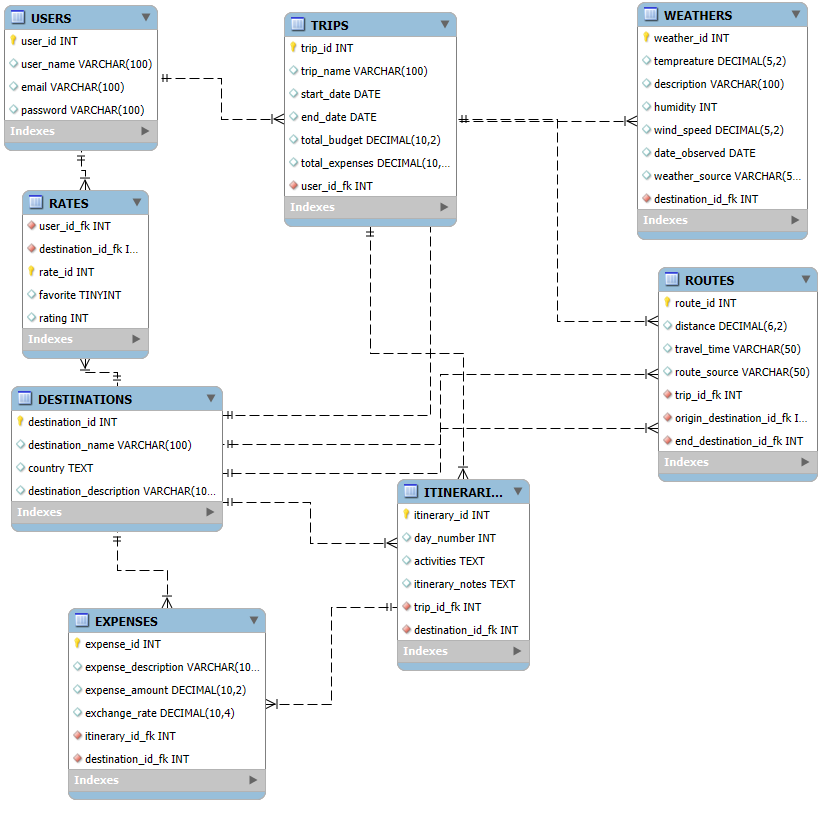 USERS
user_id INT
user_name VARCHAR(100)
email VARCHAR(100)
password VARCHAR(100)
Indexes
TRIPS
trip_id INT
trip_name VARCHAR(100)
start_date DATE
end_date DATE
total_budget DECIMAL(10,2)
total_expenses DECIMAL(10,...
user_id_fk INT
Indexes
WEATHERS
weather_id INT
tempreature DECIMAL(5,2)
description VARCHAR(100)
humidity INT
wind_speed DECIMAL(5,2)
date_observed DATE
weather_source VARCHAR(5...
destination_id_fk INT
Indexes
RATES
user_id_fk INT
destination_id_fk I...
rate_id INT
favorite TINYINT
rating INT
Indexes
ROUTES
route_id INT
distance DECIMAL(6,2)
travel_time VARCHAR(50)
route_source VARCHAR(50)
trip_id_fk INT
origin_destination_id_fk I...
end_destination_id_fk INT
Indexes
DESTINATIONS
destination_id INT
destination_name VARCHAR(100)
country TEXT
destination_description VARCHAR(10...
Indexes
ITINERARI...
itinerary_id INT
day_number INT
activities TEXT
itinerary_notes TEXT
trip_id_fk INT
destination_id_fk INT
Indexes
EXPENSES
expense_id INT
expense_description VARCHAR(10...
expense_amount DECIMAL(10,2)
exchange_rate DECIMAL(10,4)
itinerary_id_fk INT
destination_id_fk INT
Indexes